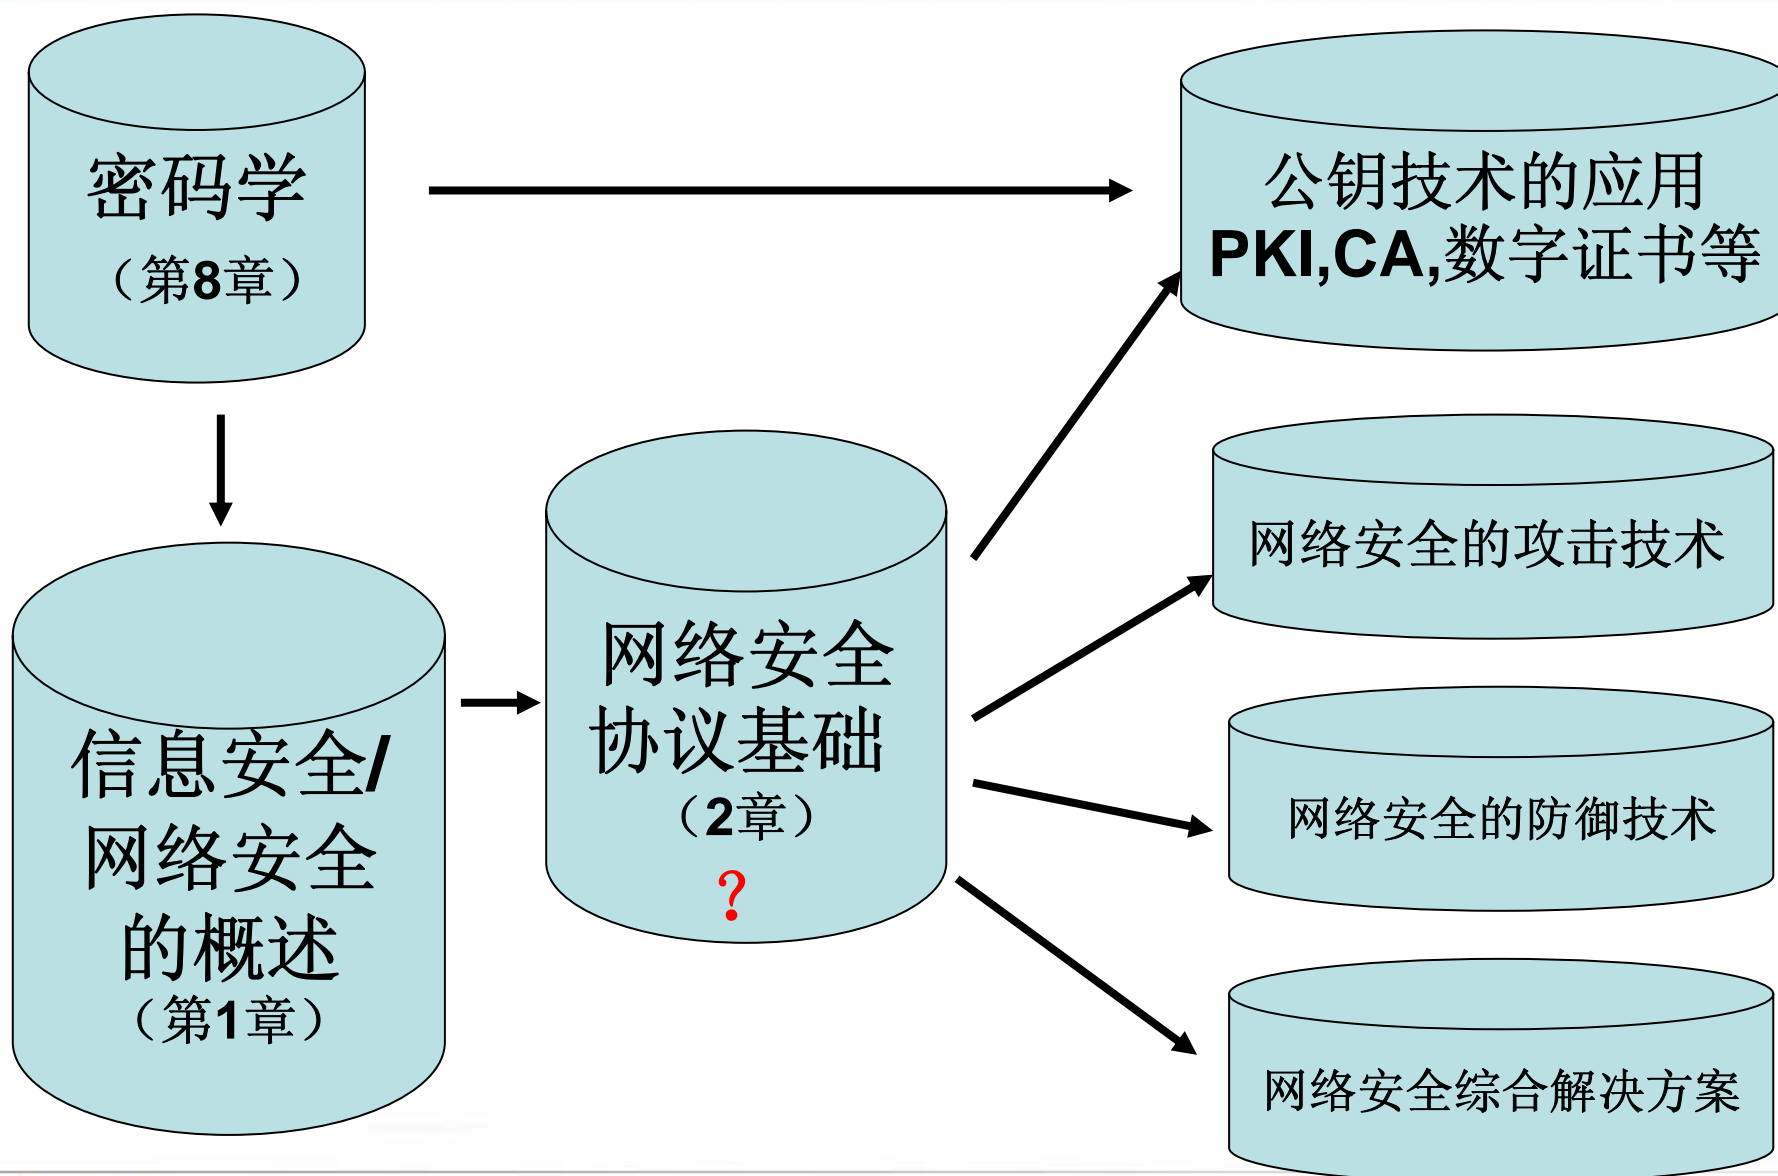 密码学
（第8章）
公钥技术的应用
PKI,CA,数字证书等
网络安全的攻击技术
网络安全
协议基础
（2章）
？
信息安全/
网络安全
的概述
（第1章）
网络安全的防御技术
网络安全综合解决方案